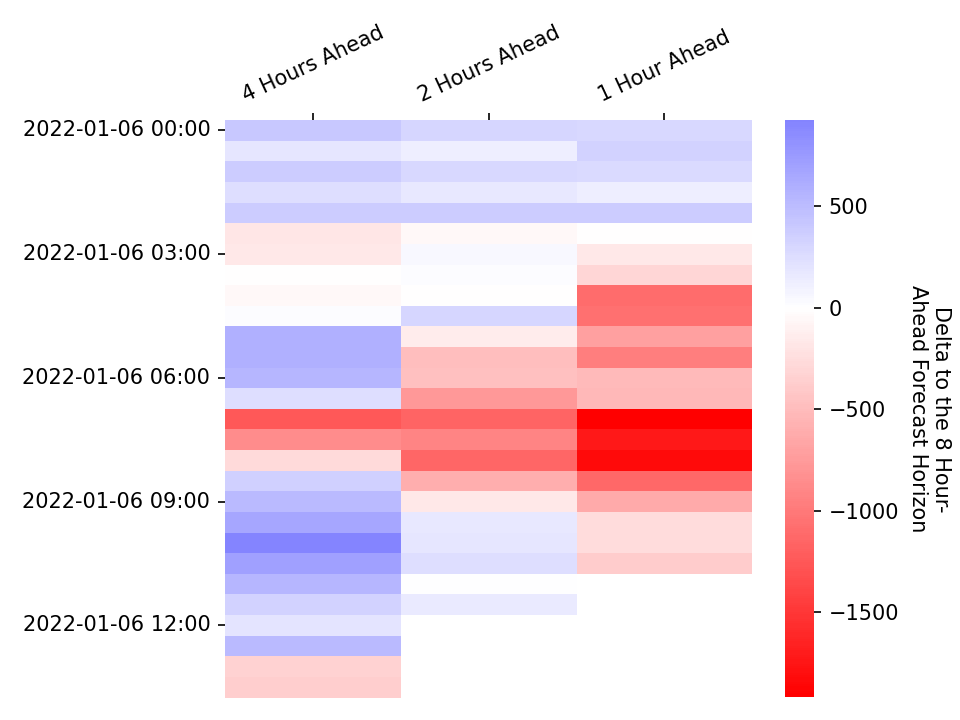 4 Hours Ahead
2 Hours Ahead
1 Hour Ahead
2022-01-06 00:00
2022-01-06 03:00
2022-01-06 06:00
2022-01-06 09:00
2022-01-06 12:00
500
0
−500
−1000
−1500
Delta to the 8 Hour-
Ahead Forecast Horizon